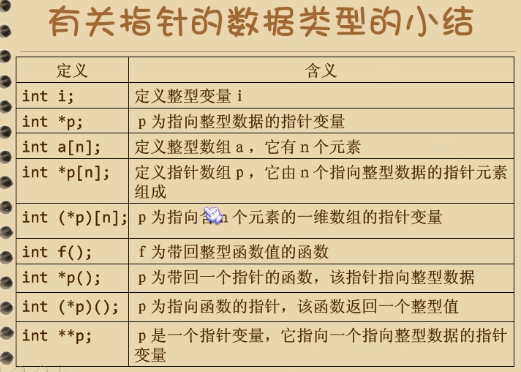 有关指针的数据类型的小结
定义 含义
int i; 定义整型变量 i
int *p; p 为指向整型数据的指针变量
int a[n]; 定义整型数组 a，它有 n 个元素
int *p[n]; 定义指针数组 p，它由 n 个指向整型数据的指针元素
组成
int (*p)[n]; p 为指向含 n 个元素的一维数组的指针变量
int f(); f 为带回整型函数值的函数
int *p(); p 为带回一个指针的函数，该指针指向整型数据
int (*p)(); p 为指向函数的指针，该函数返回一个整型值
int **p; p 是一个指针变量，它指向一个指向整型数据的指针
变量